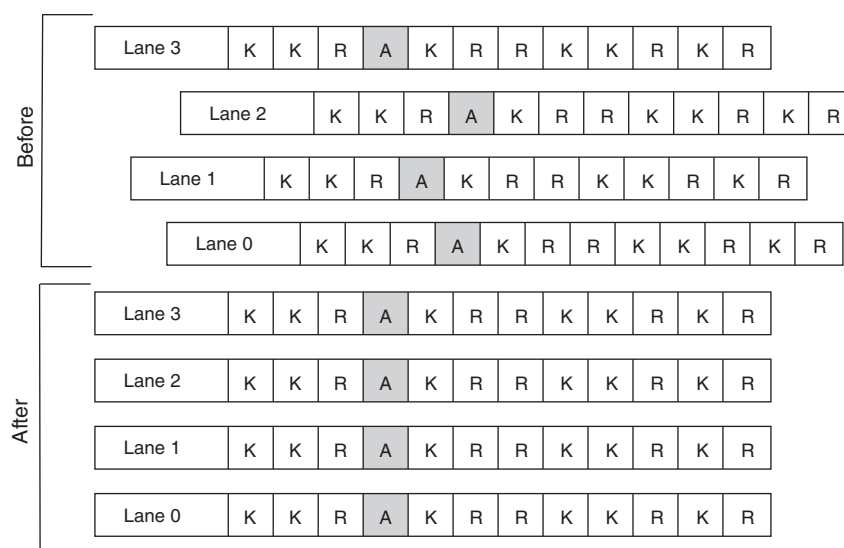 Before
Lane 3 K K R A K R R K K R K R
Lane 2 K K R A K R R K K R K R
Lane 1 K K R A K R R K K R K R
Lane 0 K K R A K R R K K R K R
After
Lane 3 K K R A K R R K K R K R
Lane 2 K K R A K R R K K R K R
Lane 1 K K R A K R R K K R K R
Lane 0 K K R A K R R K K R K R